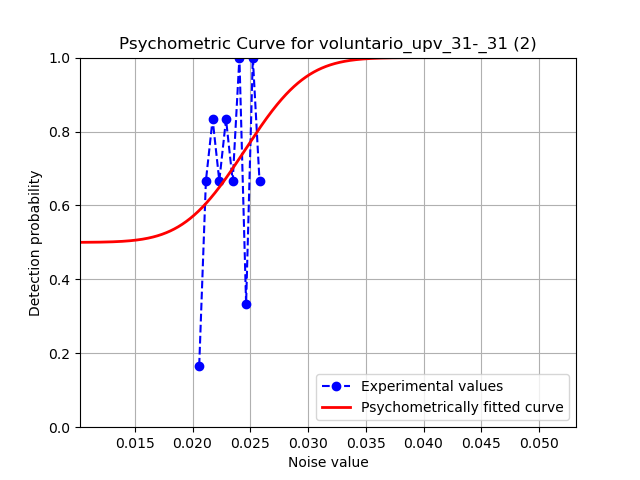 Psychometric Curve for voluntario_upv_31-_31 (2)
1.0
0.8
0.6
0.4
0.2
0.0
Detection probability
Experimental values
Psychometrically fitted curve
0.015 0.020 0.025 0.030 0.035 0.040 0.045 0.050
Noise value